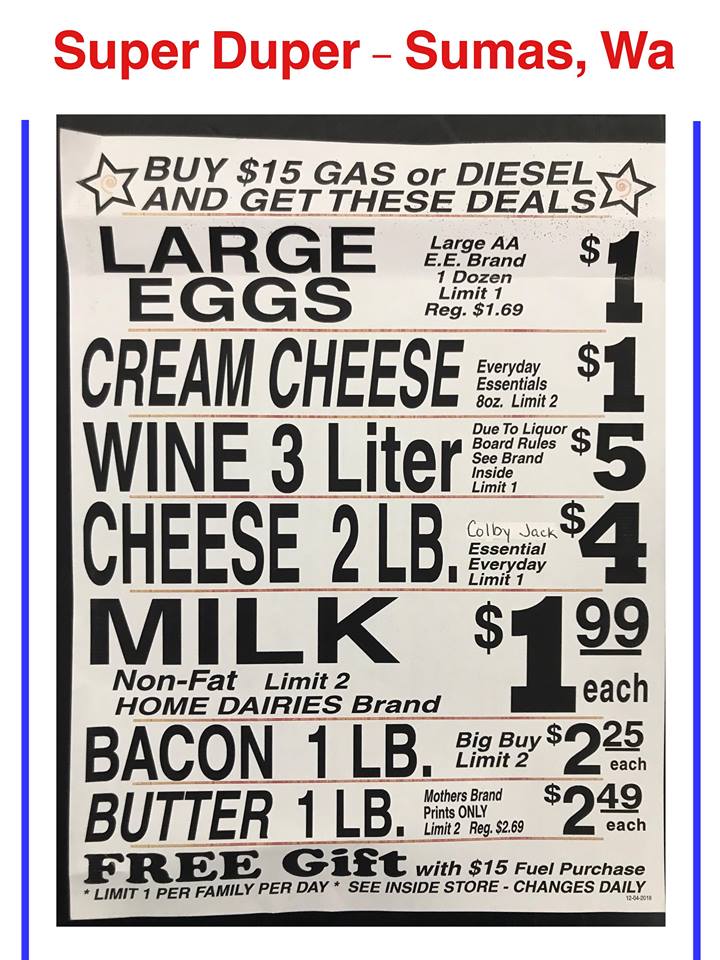 Super Duper – Sumas, Wa
BUY $15 GAS or DIESEL
AND GET THESE DEALS
LARGE EGGS
Large AA
E.E. Brand
1 Dozen
Limit 1
Reg. $1.69
$1
CREAM CHEESE
Everyday
Essentials
8oz. Limit 2
$1
WINE 3 Liter
Due To Liquor
Board Rules
See Brand
Inside
Limit 1
$5
CHEESE 2 LB.
Colby Jack
Essential
Everyday
Limit 1
$4
MILK
Non-Fat Limit 2
HOME DAIRIES Brand
$1 99
each
BACON 1 LB.
Big Buy
Limit 2
$2 25
each
BUTTER 1 LB.
Mothers Brand
Prints ONLY
Limit 2 Reg. $2.69
$2 49
each
FREE Gift with $15 Fuel Purchase
* LIMIT 1 PER FAMILY PER DAY * SEE INSIDE STORE - CHANGES DAILY
12-04-2018